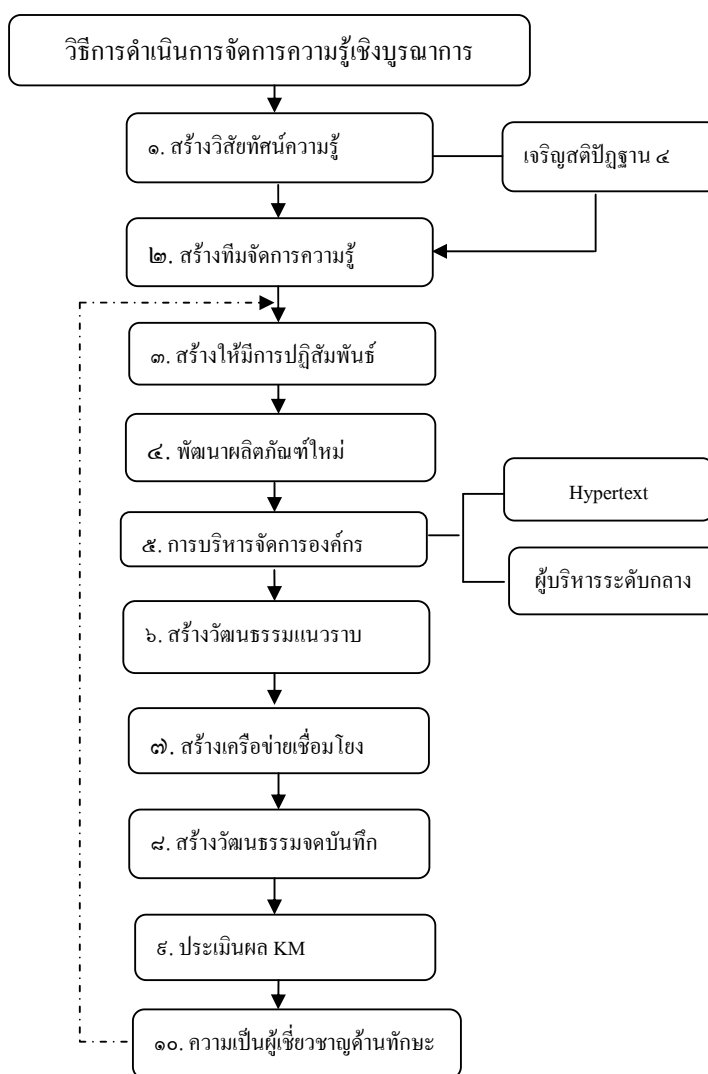 วิธีการดำเนินการจัดการความรู้เชิงบูรณาการ
๑. สร้างวิสัยทัศน์ความรู้
เจริญสติปัฏฐาน ๔
๒. สร้างทีมจัดการความรู้
๓. สร้างให้มีการปฏิสัมพันธ์
๔. พัฒนาผลิตภัณฑ์ใหม่
Hypertext
๕. การบริหารจัดการองค์กร
ผู้บริหารระดับกลาง
๖. สร้างวัฒนธรรมแนวราบ
๗. สร้างเครือข่ายเชื่อมโยง
๘. สร้างวัฒนธรรมจดบันทึก
๙. ประเมินผล KM
๑๐. ความเป็นผู้เชี่ยวชาญด้านทักษะ